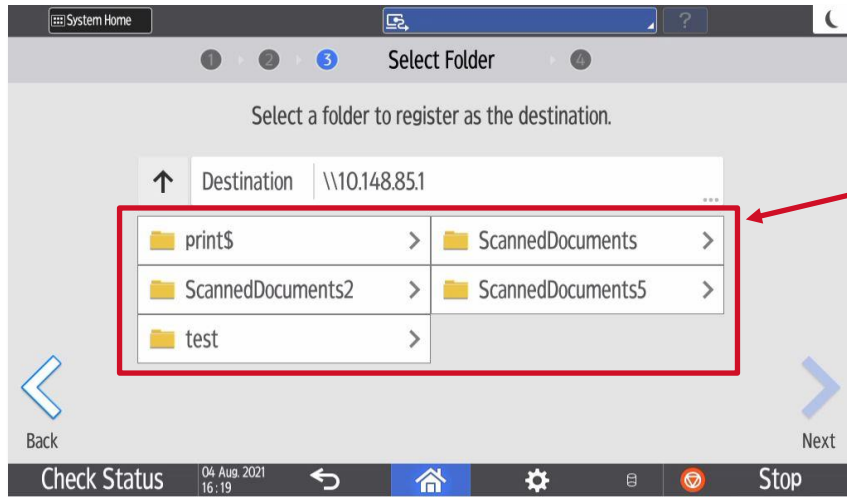 System Home
?
1 2 3 Select Folder 4
Select a folder to register as the destination.
Destination \\10.148.85.1
...
print$
ScannedDocuments
ScannedDocuments2
ScannedDocuments5
test
Back
Next
Check Status
04 Aug. 2021
16:19
Stop